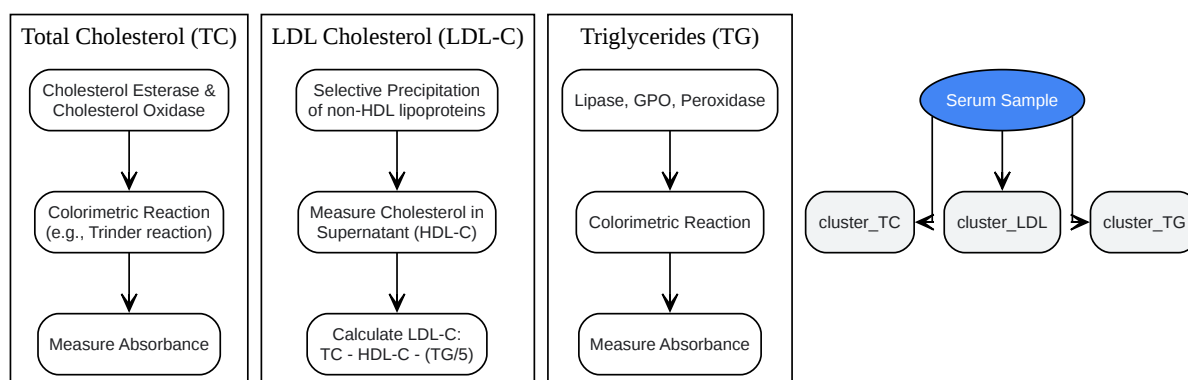 Total Cholesterol (TC)
Cholesterol Esterase &
Cholesterol Oxidase
Colorimetric Reaction
(e.g., Trinder reaction)
Measure Absorbance
LDL Cholesterol (LDL-C)
Selective Precipitation
of non-HDL lipoproteins
Measure Cholesterol in
Supernatant (HDL-C)
Calculate LDL-C:
TC - HDL-C - (TG/5)
Triglycerides (TG)
Lipase, GPO, Peroxidase
Colorimetric Reaction
Measure Absorbance
Serum Sample
cluster_TC
cluster_LDL
cluster_TG